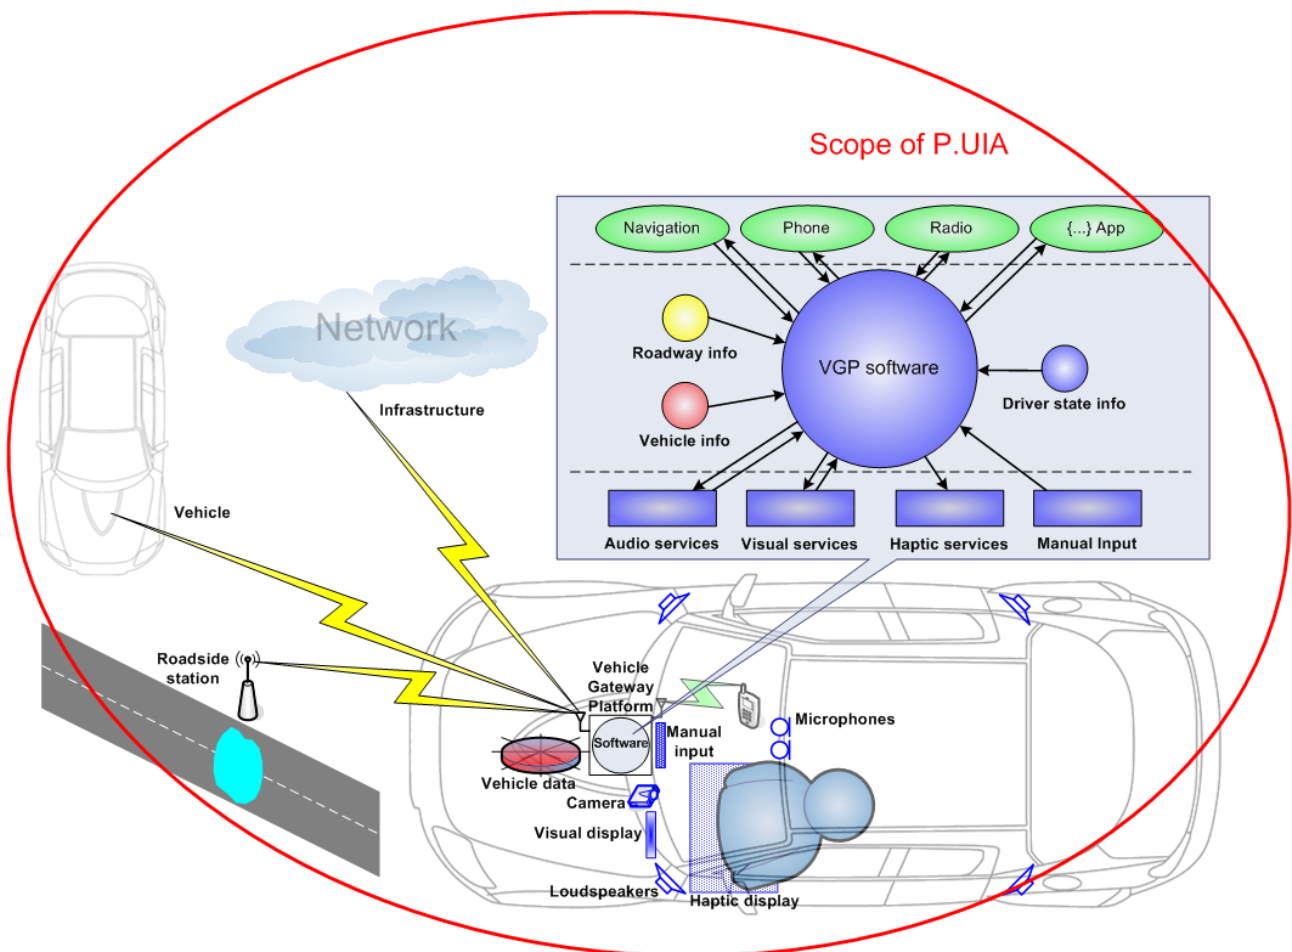 Scope of P.UIA
Navigation
Phone
Radio
{...} App
Roadway info
VGP software
Driver state info
Vehicle info
Audio services
Visual services
Haptic services
Manual Input
Network
Infrastructure
Vehicle
Roadside
station
Vehicle
Gateway
Platform
Software
Manual
input
Microphones
Vehicle data
Camera
Visual display
Loudspeakers
Haptic display